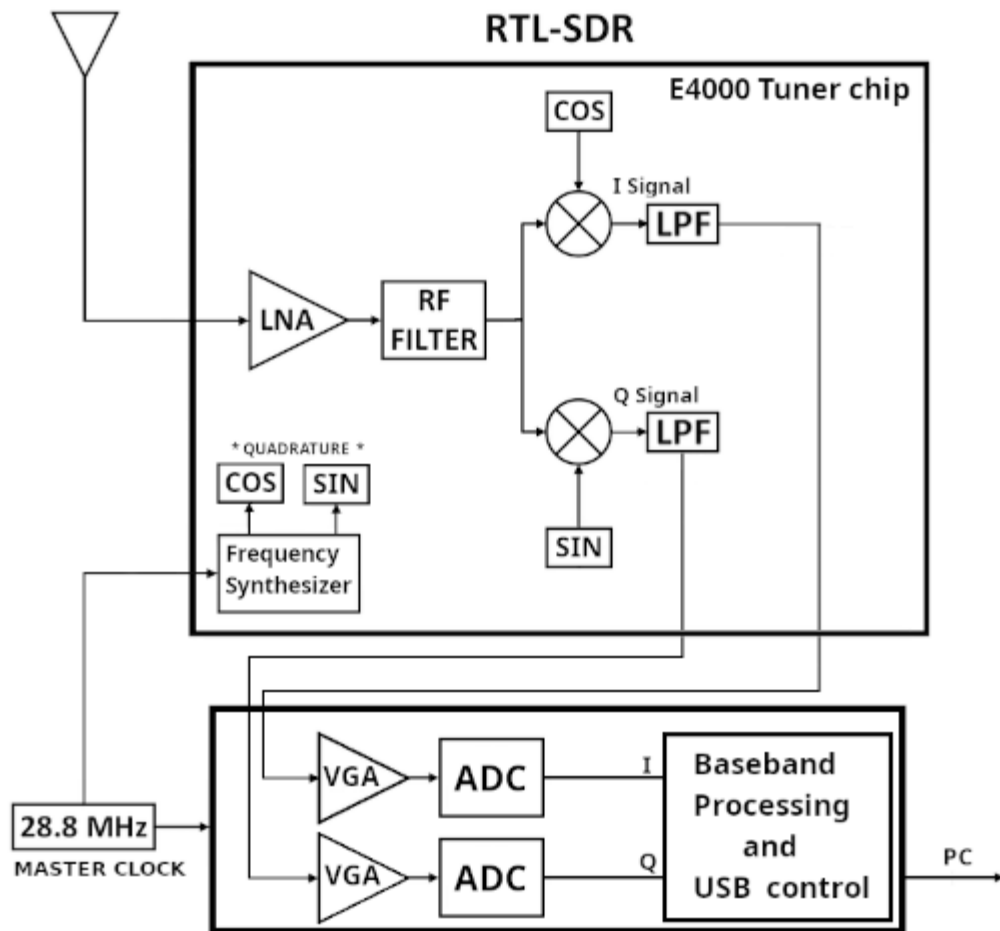 RTL-SDR
E4000 Tuner chip
COS
I Signal
LPF
LNA
RF
FILTER
Q Signal
LPF
* QUADRATURE *
COS
SIN
SIN
Frequency
Synthesizer
VGA
ADC
I
Baseband
Processing
and
USB control
28.8 MHz
MASTER CLOCK
VGA
ADC
Q
PC